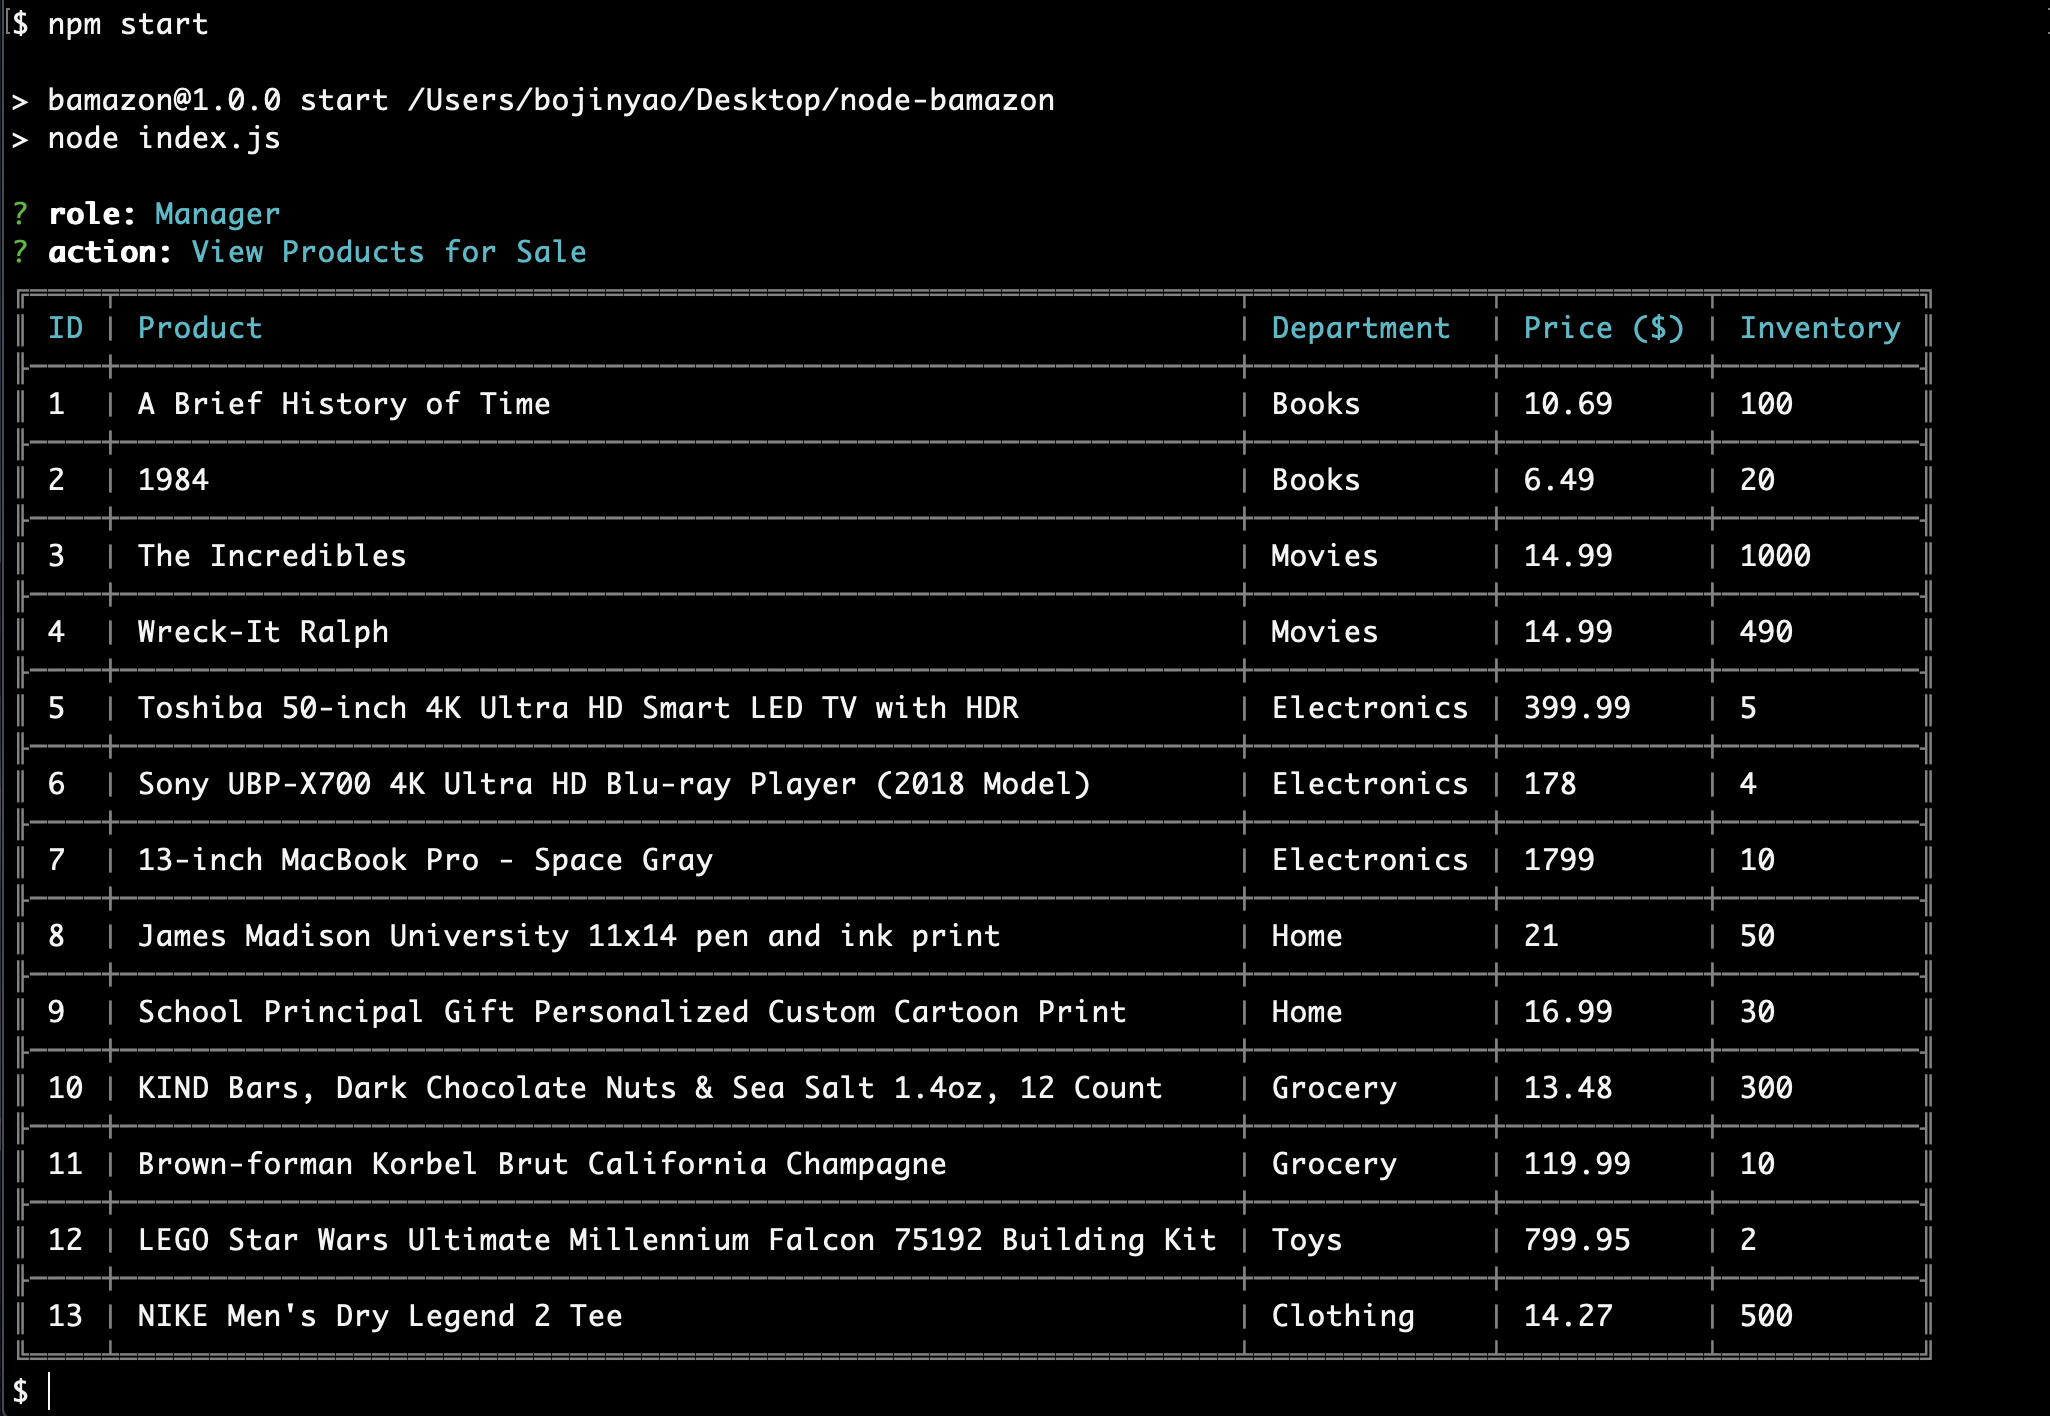 $ npm start
> bamazon@1.0.0 start /Users/bojinyao/Desktop/node-bamazon
> node index.js
? role: Manager
? action: View Products for Sale
ID Product Department Price ($) Inventory
1 A Brief History of Time Books 10.69 100
2 1984 Books 6.49 20
3 The Incredibles Movies 14.99 1000
4 Wreck-It Ralph Movies 14.99 490
5 Toshiba 50-inch 4K Ultra HD Smart LED TV with HDR Electronics 399.99 5
6 Sony UBP-X700 4K Ultra HD Blu-ray Player (2018 Model) Electronics 178 4
7 13-inch MacBook Pro - Space Gray Electronics 1799 10
8 James Madison University 11x14 pen and ink print Home 21 50
9 School Principal Gift Personalized Custom Cartoon Print Home 16.99 30
10 KIND Bars, Dark Chocolate Nuts & Sea Salt 1.4oz, 12 Count Grocery 13.48 300
11 Brown-forman Korbel Brut California Champagne Grocery 119.99 10
12 LEGO Star Wars Ultimate Millennium Falcon 75192 Building Kit Toys 799.95 2
13 NIKE Men's Dry Legend 2 Tee Clothing 14.27 500
$